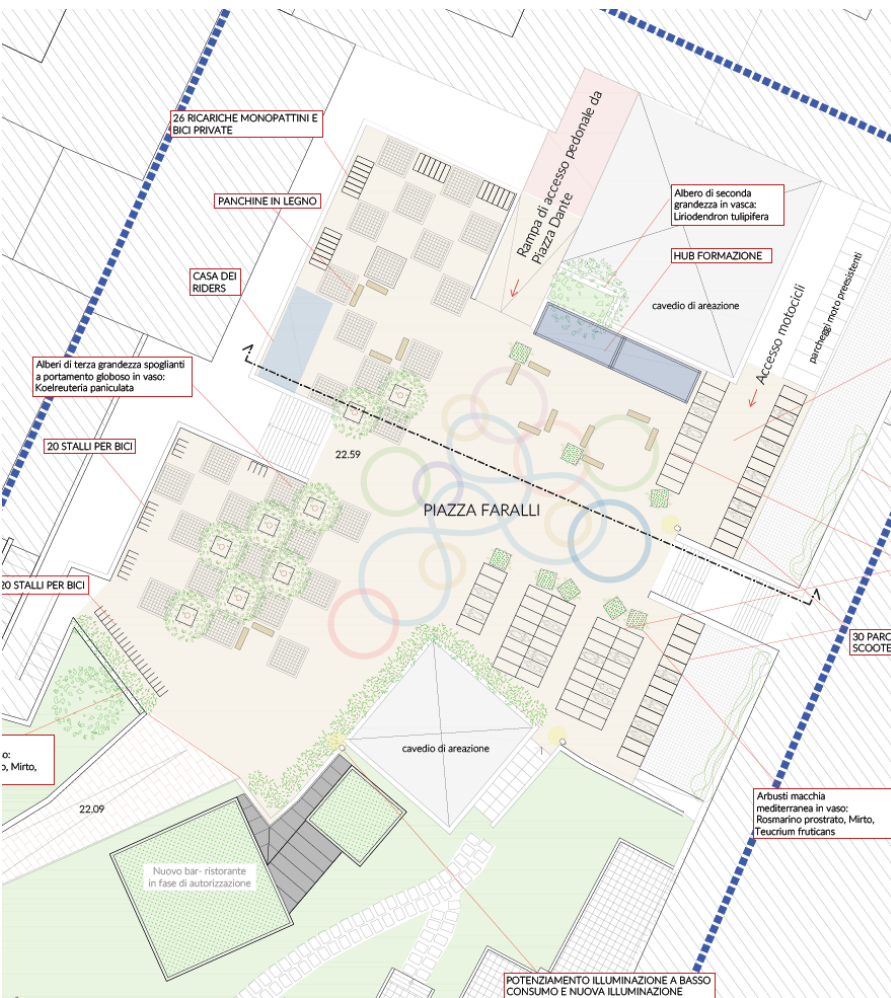 26 RICARICHE MONOPATTINI E
BICI PRIVATE
PANCHINE IN LEGNO
CASA DEI
RIDERS
Rampa di accesso pedonale da
Piazza Dante
Albero di seconda
grandezza in vasca:
Liriodendron tulipifera
HUB FORMAZIONE
cavedio di areazione
Accesso motocicli
parcheggi moto preesistenti
Alberi di terza grandezza spoglianti
a portamento globoso in vaso:
Koelreuteria paniculata
A
20 STALLI PER BICI
22.59
PIAZZA FARALLI
A
20 STALLI PER BICI
30 PARC
SCOOTE
o:
o, Mirto,
cavedio di areazione
22.09
Arbusti macchia
mediterranea in vaso:
Rosmarino prostrato, Mirto,
Teucrium fruticans
Nuovo bar- ristorante
in fase di autorizzazione
POTENZIAMENTO ILLUMINAZIONE A BASSO
CONSUMO E NUOVA ILLUMINAZIONE